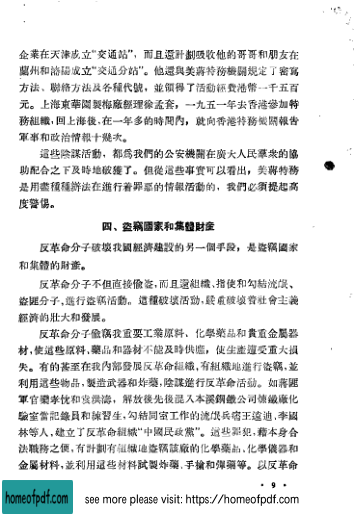 企業在天津成立“交通站”，而且還計劃吸收他的哥哥和朋友在
蘭州和洛陽成立“交通分站”。他還與美蔣特務機關規定了密寫
方法、聯絡方法及各種代號，並領得了活動經費港幣一千五百
元。上海東華園製梅廠經理徐孟套，一九五一年去香港參加特
務組織，回上海後，在一年多的時間內，就向香港特務機關報告
軍事和政治情報十幾次。
這些陰謀活動，都爲我們的公安機關在廣大人民羣衆的協
助配合之下及時地破獲了。但從這些事實可以看出，美蔣特務
是用盡種種辦法在進行着罪惡的情報活動的，我們必須提起高
度警惕。
四、盜竊國家和集體財產
反革命分子破壞我國經濟建設的另一個手段，是盜竊國家
和集體的財產。
反革命分子不但直接偷盜，而且還組織、指使和勾結流氓、
盜匪分子，進行盜竊活動。這種破壞活動，嚴重破壞着社會主義
經濟的壯大和發展。
反革命分子偷竊我重要工業原料、化學藥品和貴重金屬器
材，使這些原料、藥品和器材不能及時供應，使生產遭受重大損
失。有的甚至在我內部發展反革命組織，有組織地進行盜竊，並
利用這些物品，製造武器和炸藥，陰謀進行反革命活動。如蔣匪
軍官欒孝忱和袁漢濤，解放後先後混入本溪鋼鐵公司煉鐵廠化
驗室當記錄員和練習生，勾結同室工作的流氓兵痞王遠迪、李國
林等人，建立了反革命組織“中國民政黨”。這些罪犯，藉本身合
法職務之便，有計劃有組織地盜竊該廠的化學藥品、化學儀器和
金屬材料，並利用這些材料試製炸藥、手槍和彈藥等。以反革命
· 9 ·
homeofpdf.com
see more please visit: https://homeofpdf.com